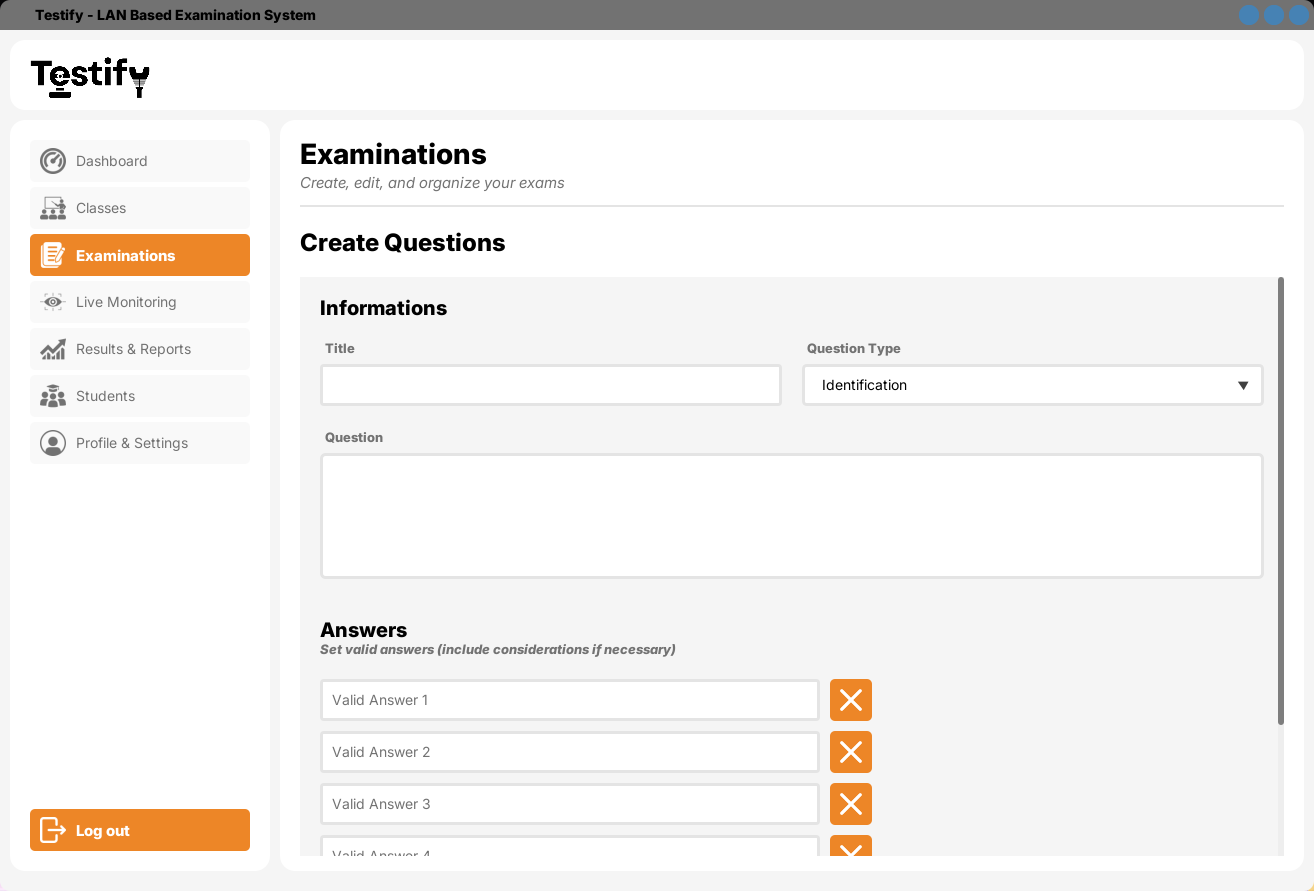 Testify - LAN Based Examination System
Testify
Dashboard
Classes
Examinations
Live Monitoring
Results & Reports
Students
Profile & Settings
Log out
Examinations
Create, edit, and organize your exams
Create Questions
Informations
Title
Question Type
Identification
Question
Answers
Set valid answers (include considerations if necessary)
Valid Answer 1
Valid Answer 2
Valid Answer 3
Valid Answer 4